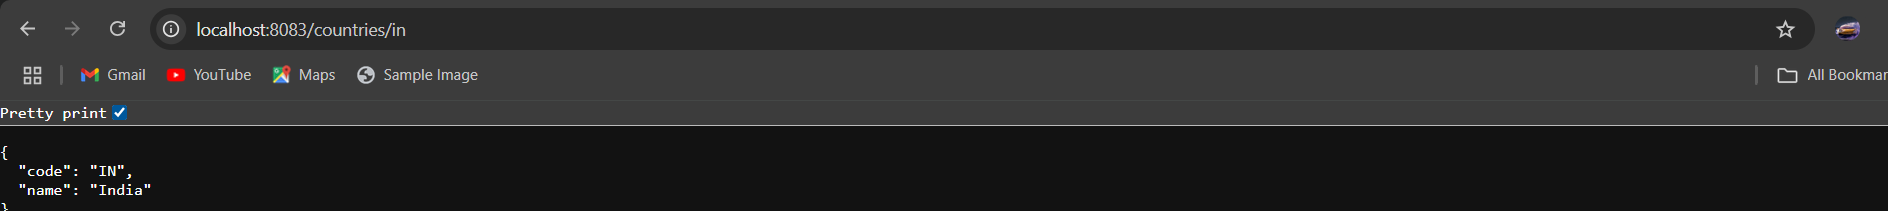 localhost:8083/countries/in
Gmail YouTube Maps Sample Image All Bookmar
Pretty print
{
  "code": "IN",
  "name": "India"
}